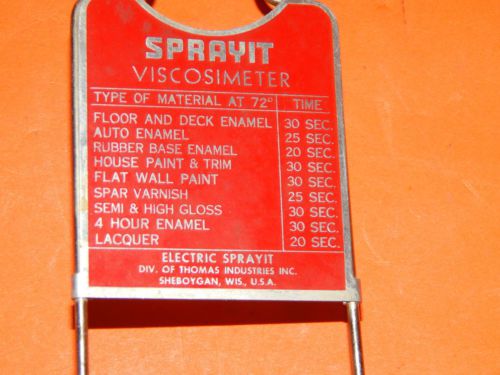 SPRAYIT
VISCOSIMETER
TYPE OF MATERIAL AT 72° TIME
FLOOR AND DECK ENAMEL 30 SEC.
AUTO ENAMEL 25 SEC.
RUBBER BASE ENAMEL 20 SEC.
HOUSE PAINT & TRIM 30 SEC.
FLAT WALL PAINT 30 SEC.
SPAR VARNISH 25 SEC.
SEMI & HIGH GLOSS 30 SEC.
4 HOUR ENAMEL 30 SEC.
LACQUER 20 SEC.
ELECTRIC SPRAYIT
DIV. OF THOMAS INDUSTRIES INC.
SHEBOYGAN, WIS., U.S.A.